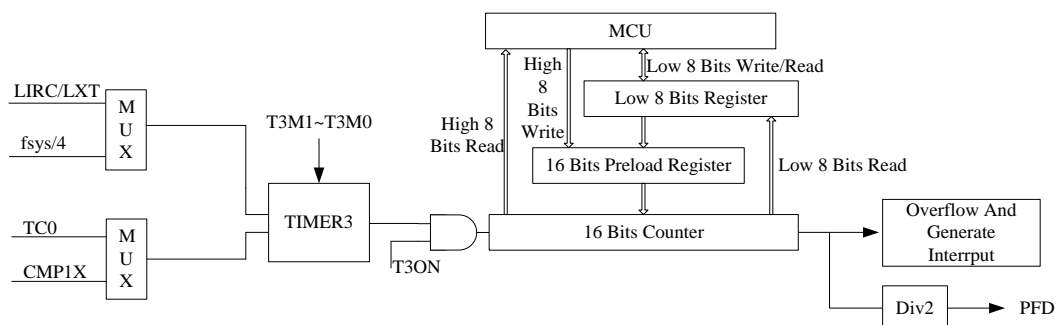 MCU
High
8
Bits
Write
Low 8 Bits Write/Read
LIRC/LXT
M
U
X
fsys/4
T3M1~T3M0
High 8
Bits Read
Low 8 Bits Register
16 Bits Preload Register
Low 8 Bits Read
TIMER3
TC0
M
U
X
CMP1X
T3ON
16 Bits Counter
Overflow And
Generate
Interrput
Div2
PFD